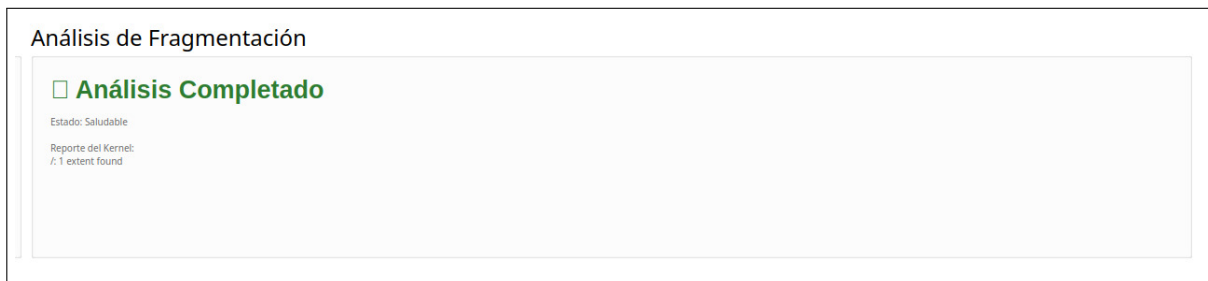 Análisis de Fragmentación
Análisis Completado
Estado: Saludable
Reporte del Kernel:
/: 1 extent found